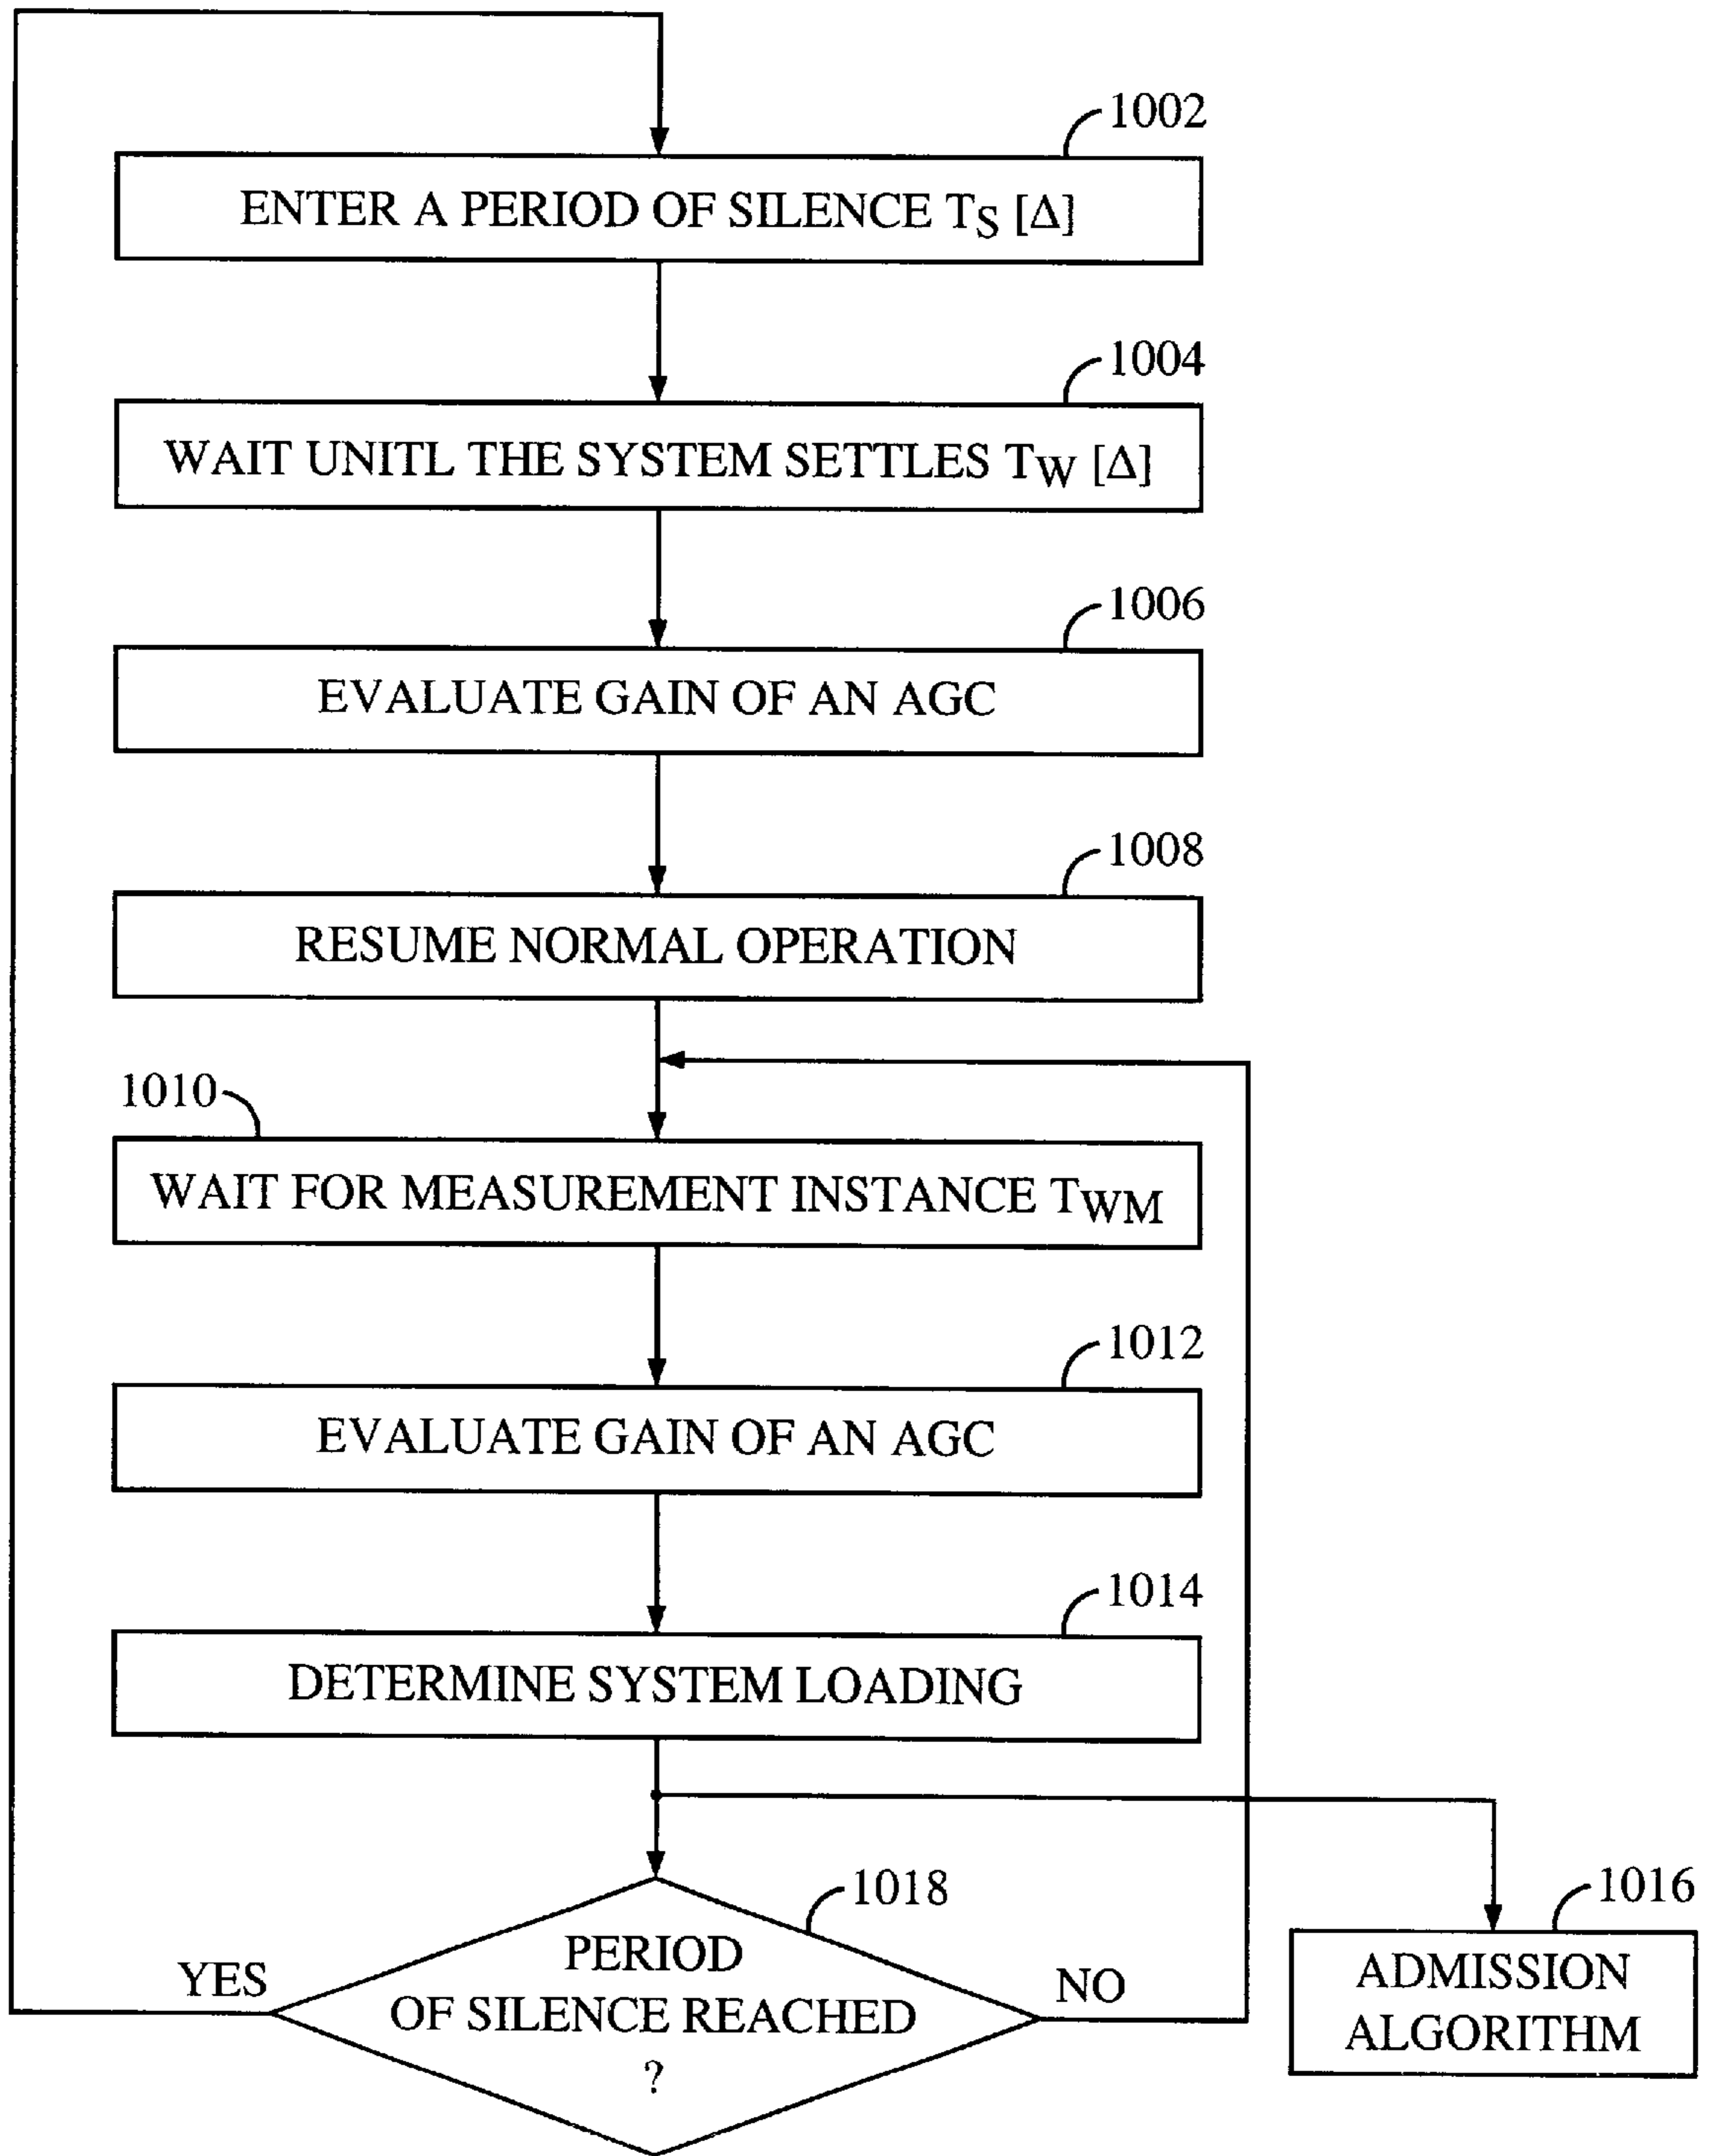 1002
ENTER A PERIOD OF SILENCE TS [Δ]
1004
WAIT UNITL THE SYSTEM SETTLES TW [Δ]
1006
EVALUATE GAIN OF AN AGC
1008
RESUME NORMAL OPERATION
1010
WAIT FOR MEASUREMENT INSTANCE TWM
1012
EVALUATE GAIN OF AN AGC
1014
DETERMINE SYSTEM LOADING
1018
PERIOD
OF SILENCE REACHED
?
YES
NO
1016
ADMISSION
ALGORITHM